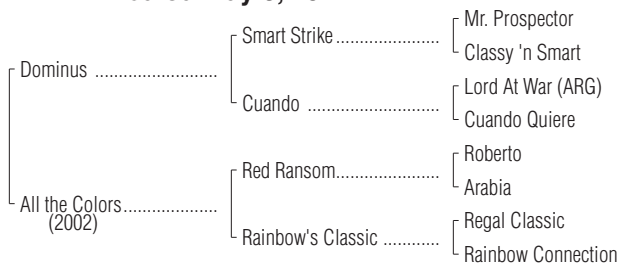 Mr. Prospector
Smart Strike ........................
Classy 'n Smart
Dominus ............................
Lord At War (ARG)
Cuando ..............................
Cuando Quiere
Roberto
Red Ransom........................
Arabia
All the Colors......................
(2002)
Regal Classic
Rainbow's Classic ............
Rainbow Connection